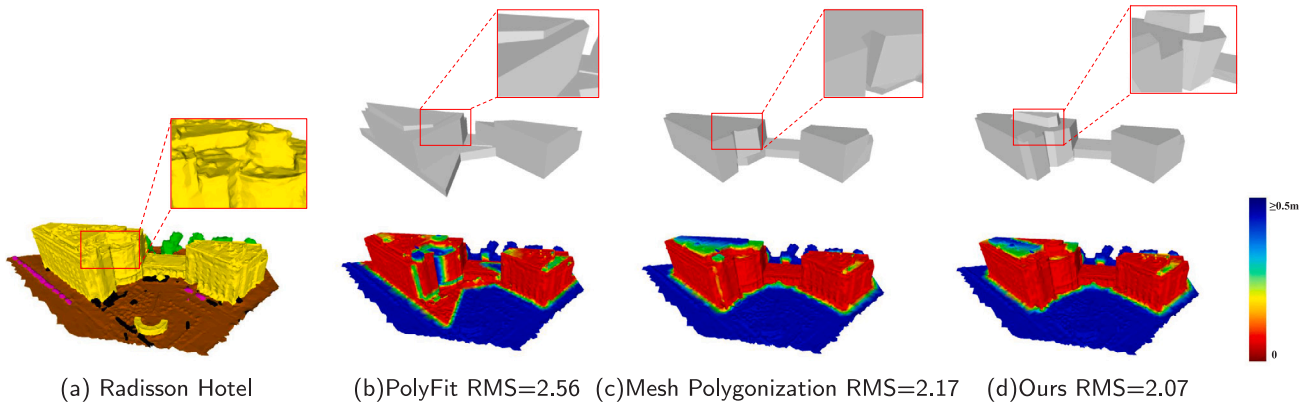 ≥0.5m
0
(a) Radisson Hotel
(b)PolyFit RMS=2.56
(c)Mesh Polygonization RMS=2.17
(d)Ours RMS=2.07